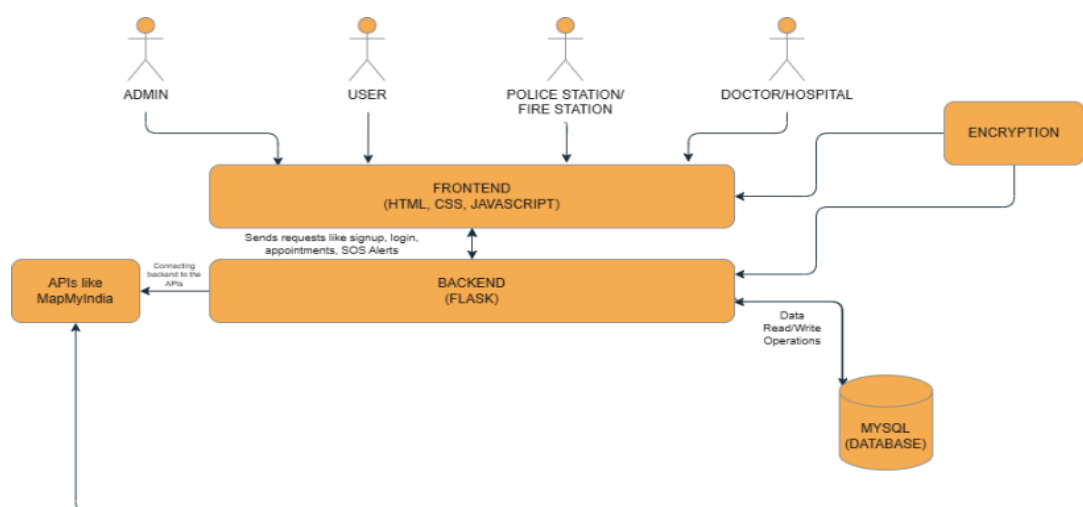 ADMIN
USER
POLICE STATION/
FIRE STATION
DOCTOR/HOSPITAL
ENCRYPTION
FRONTEND
(HTML, CSS, JAVASCRIPT)
Sends requests like signup, login,
appointments, SOS Alerts
Connecting
backend to the
APIs
APIs like
MapMyIndia
BACKEND
(FLASK)
Data
Read/Write
Operations
MYSQL
(DATABASE)